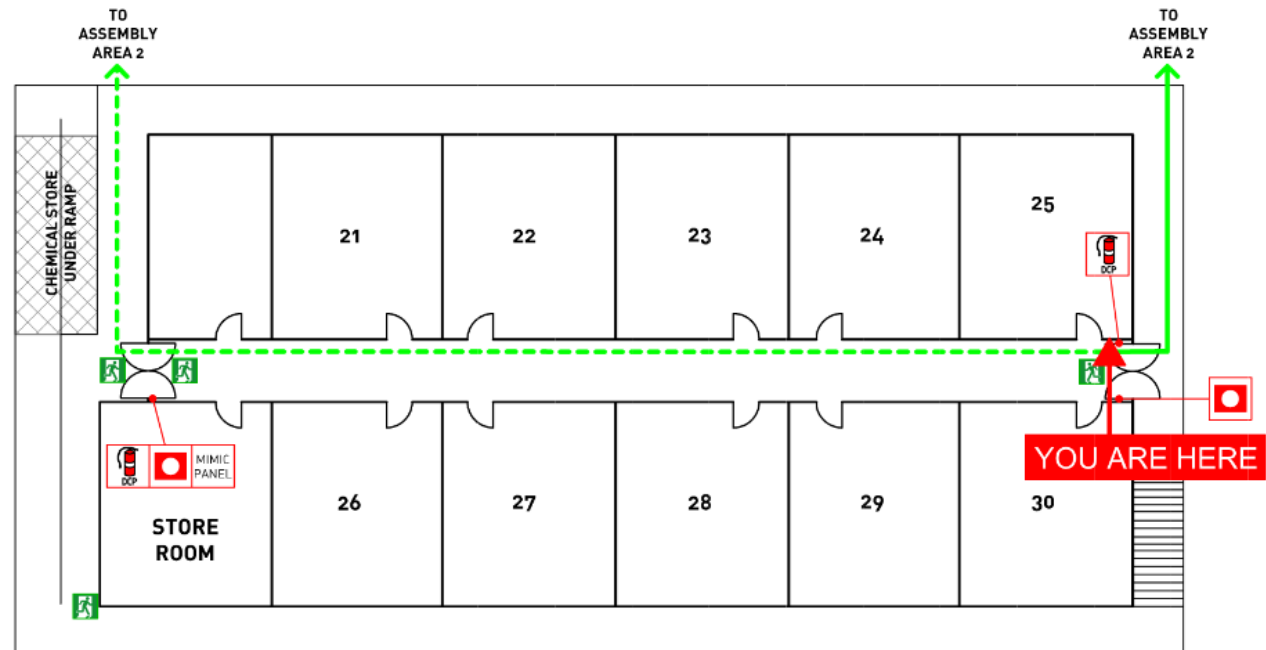 TO
ASSEMBLY
AREA 2
TO
ASSEMBLY
AREA 2
CHEMICAL STORE
UNDER RAMP
21
22
23
24
25
DCP
DCP
MIMIC
PANEL
YOU ARE HERE
STORE
ROOM
26
27
28
29
30